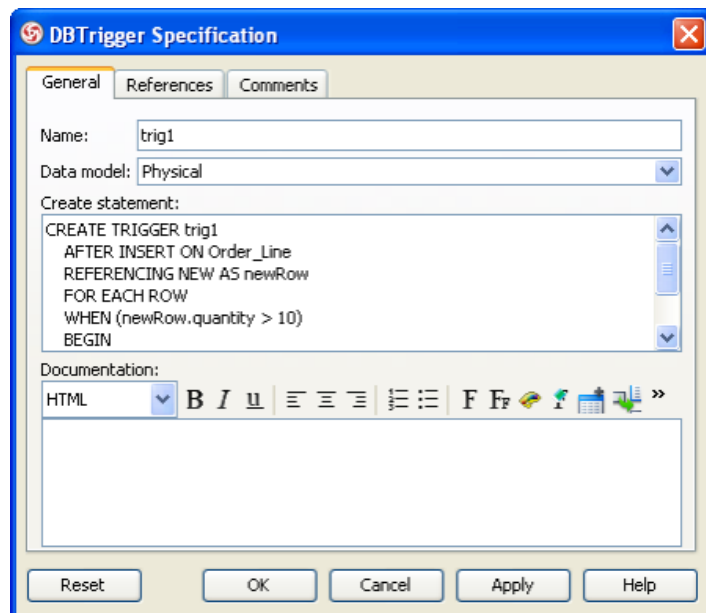 DBTrigger Specification
General References Comments
Name: trig1
Data model: Physical
Create statement:
CREATE TRIGGER trig1
AFTER INSERT ON Order_Line
REFERENCING NEW AS newRow
FOR EACH ROW
WHEN (newRow.quantity > 10)
BEGIN
Documentation:
HTML B I u F FF »
Reset OK Cancel Apply Help